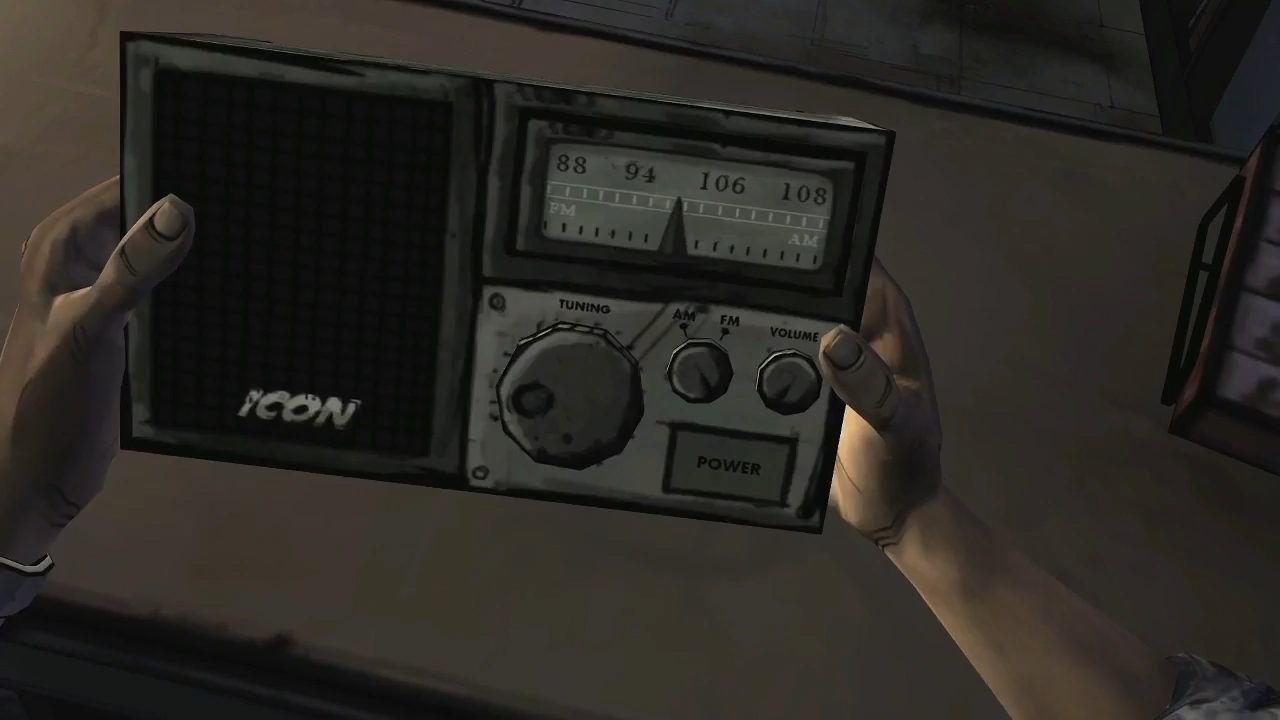 88 94 106 108
FM
AM
TUNING
AM FM
VOLUME
ICON
POWER